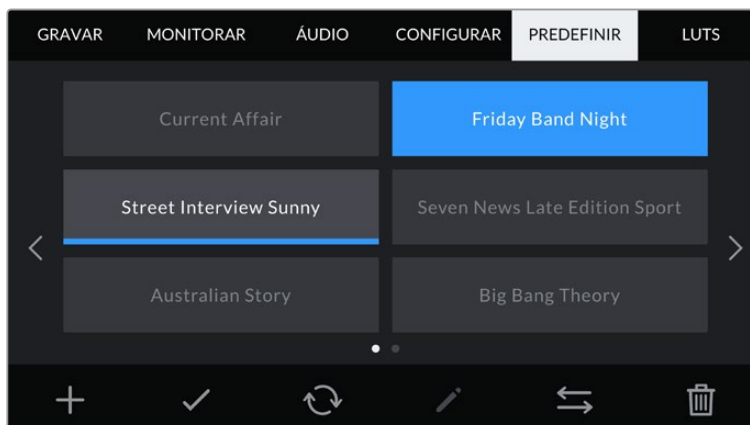 GRAVAR MONITORAR ÁUDIO CONFIGURAR PREDEFINIR LUTS
Current Affair Friday Band Night
Street Interview Sunny Seven News Late Edition Sport
Australian Story Big Bang Theory